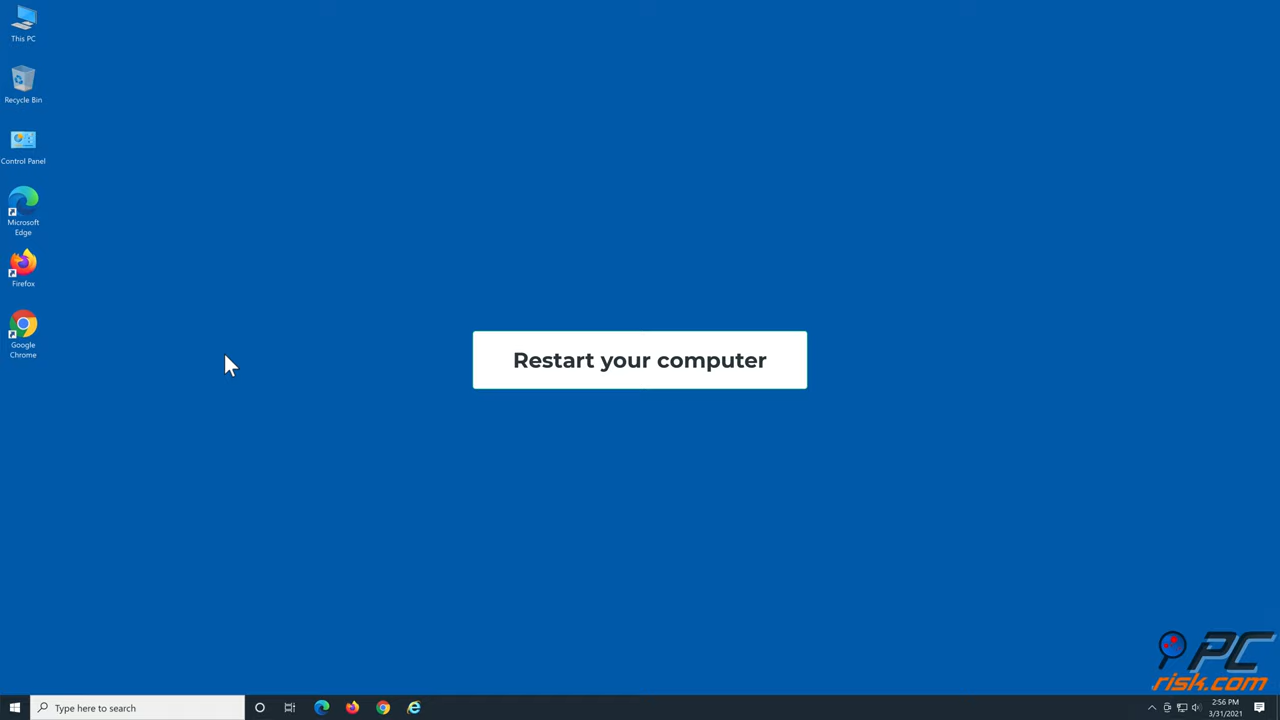 This PC
Recycle Bin
Control Panel
Microsoft
Edge
Firefox
Google
Chrome
Restart your computer
PC
risk.com
Type here to search
2:56 PM
3/31/2021